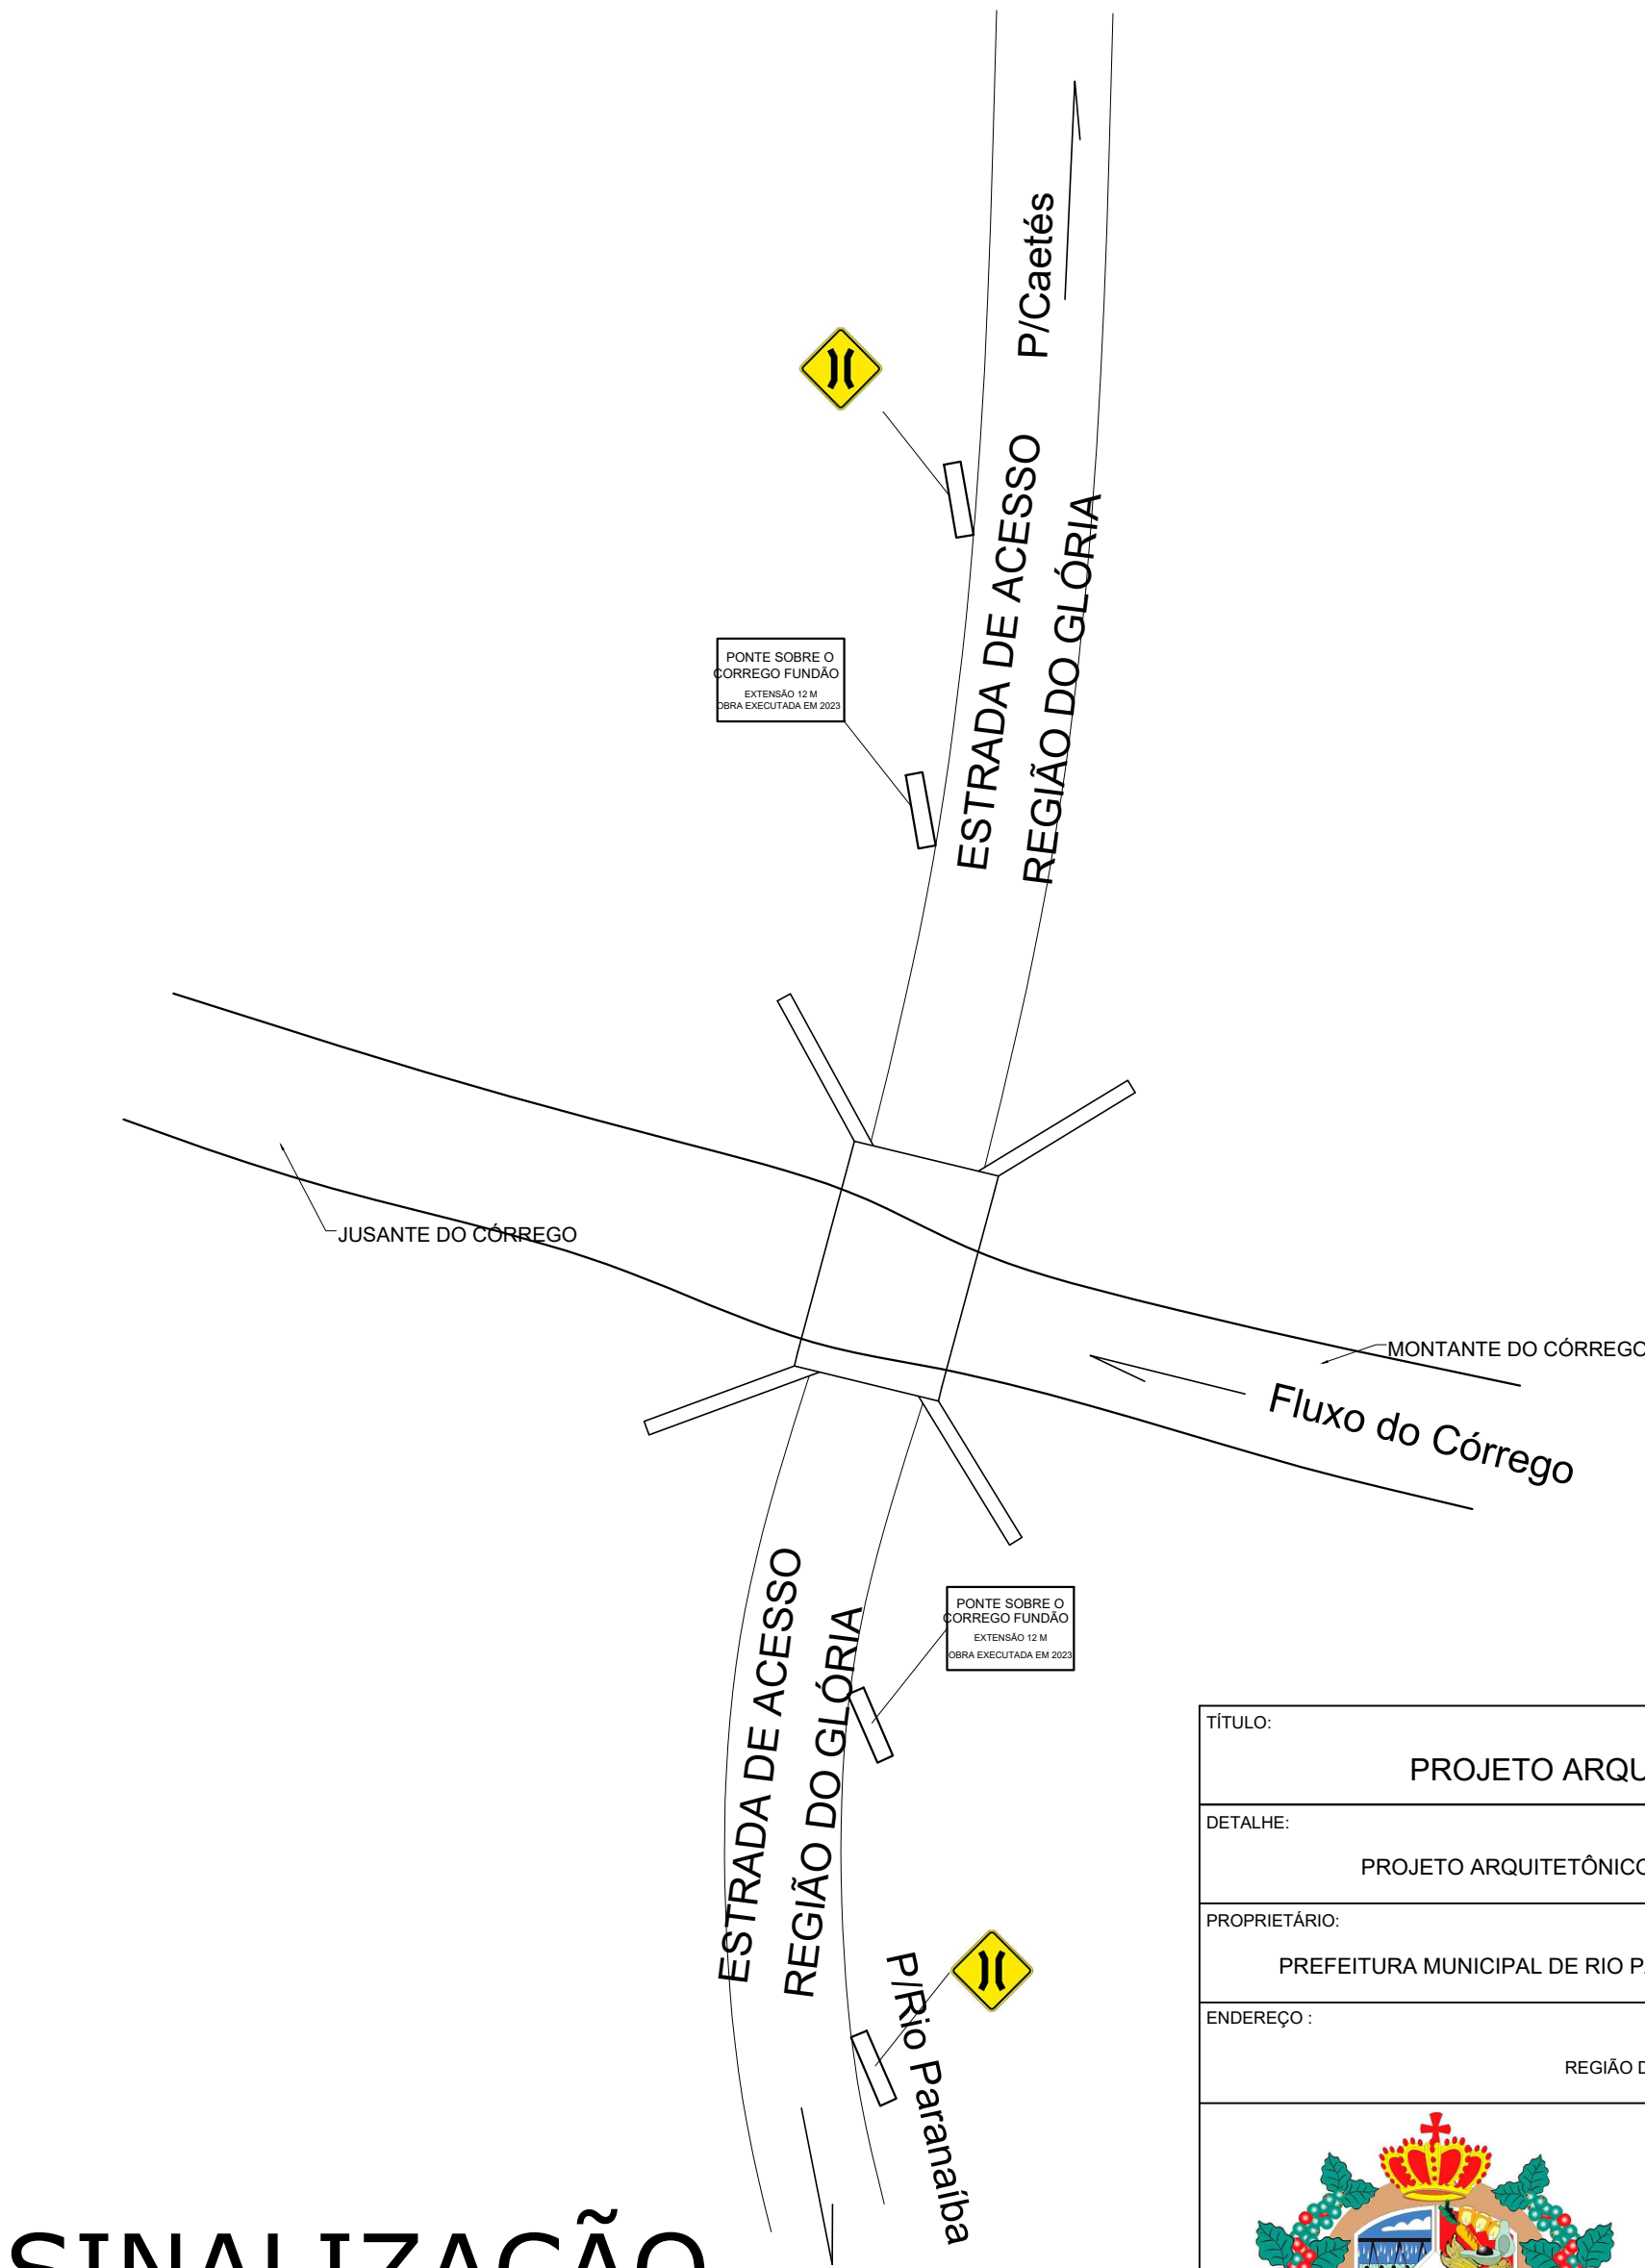 P/Caetés
ESTRADA DE ACESSO
REGIÃO DO GLÓRIA
PONTE SOBRE O
CORREGO FUNDÃO
EXTENSÃO 12 M
OBRA EXECUTADA EM 2023
JUSANTE DO CÓRREGO
MONTANTE DO CÓRREGO
Fluxo do Córrego
ESTRADA DE ACESSO
REGIÃO DO GLÓRIA
PONTE SOBRE O
CORREGO FUNDÃO
EXTENSÃO 12 M
OBRA EXECUTADA EM 2023
P/Rio Paranaíba
TÍTULO:
PROJETO ARQU
DETALHE:
PROJETO ARQUITETÔNICO
PROPRIETÁRIO:
PREFEITURA MUNICIPAL DE RIO P
ENDEREÇO :
REGIÃO D
SINALIZAÇÃO